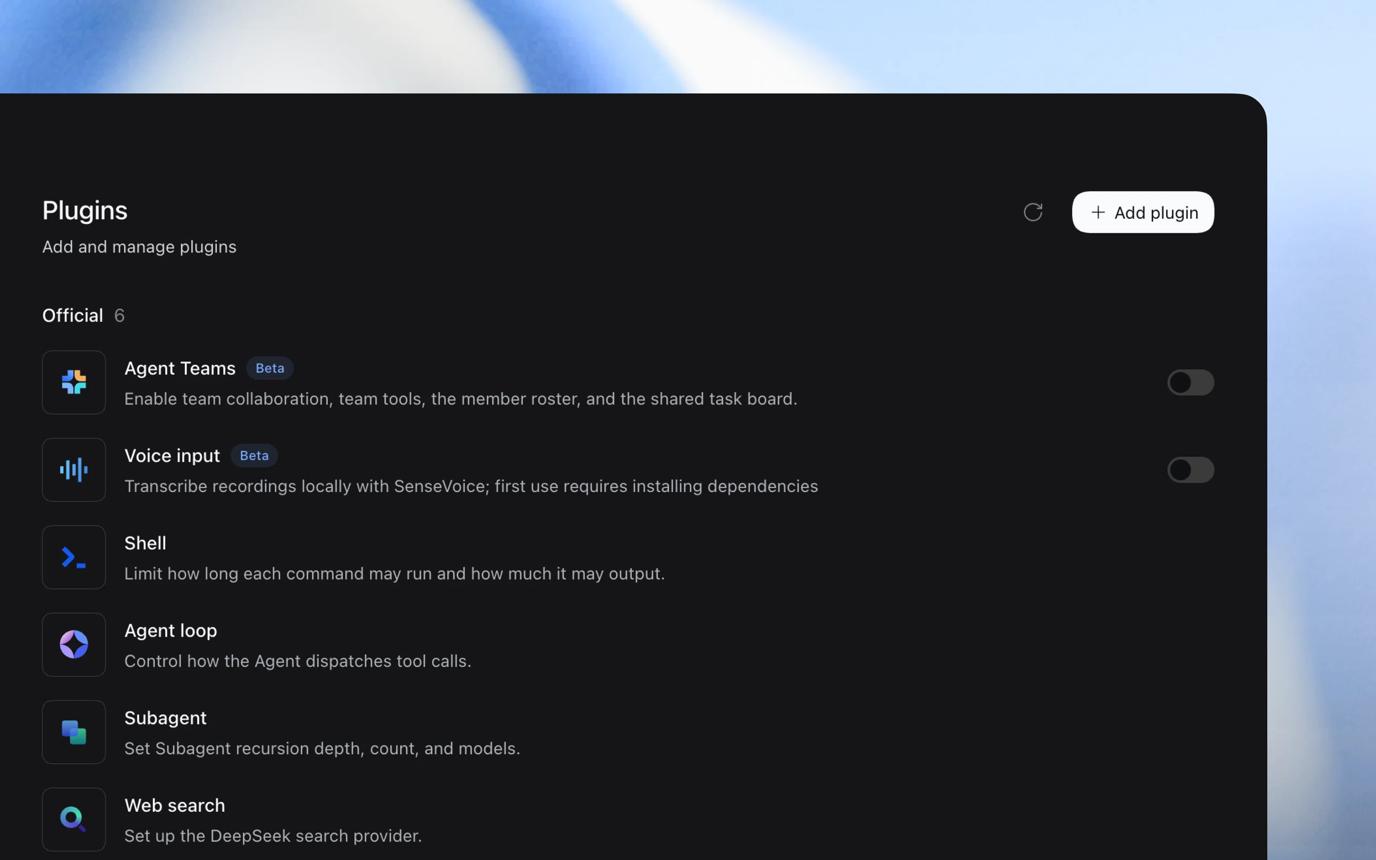 Plugins
Add plugin
Add and manage plugins
Official 6
Agent Teams Beta
Enable team collaboration, team tools, the member roster, and the shared task board.
Voice input Beta
Transcribe recordings locally with SenseVoice; first use requires installing dependencies
Shell
Limit how long each command may run and how much it may output.
Agent loop
Control how the Agent dispatches tool calls.
Subagent
Set Subagent recursion depth, count, and models.
Web search
Set up the DeepSeek search provider.